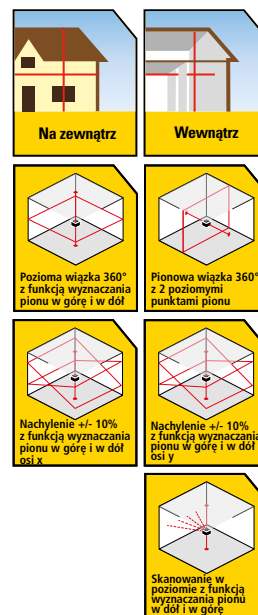 Na zewnątrz
Wewnątrz
Pozioma wiązka 360°
z funkcją wyznaczania
pionu w górę i w dół
Pionowa wiązka 360°
z 2 poziomymi
punktami pionu
Nachylenie +/- 10%
z funkcją wyznaczania
pionu w górę i w dół
osi x
Nachylenie +/- 10%
z funkcją wyznaczania
pionu w górę i w dół
osi y
Skanowanie w
poziomie z funkcją
wyznaczania pionu
w dół i w górę